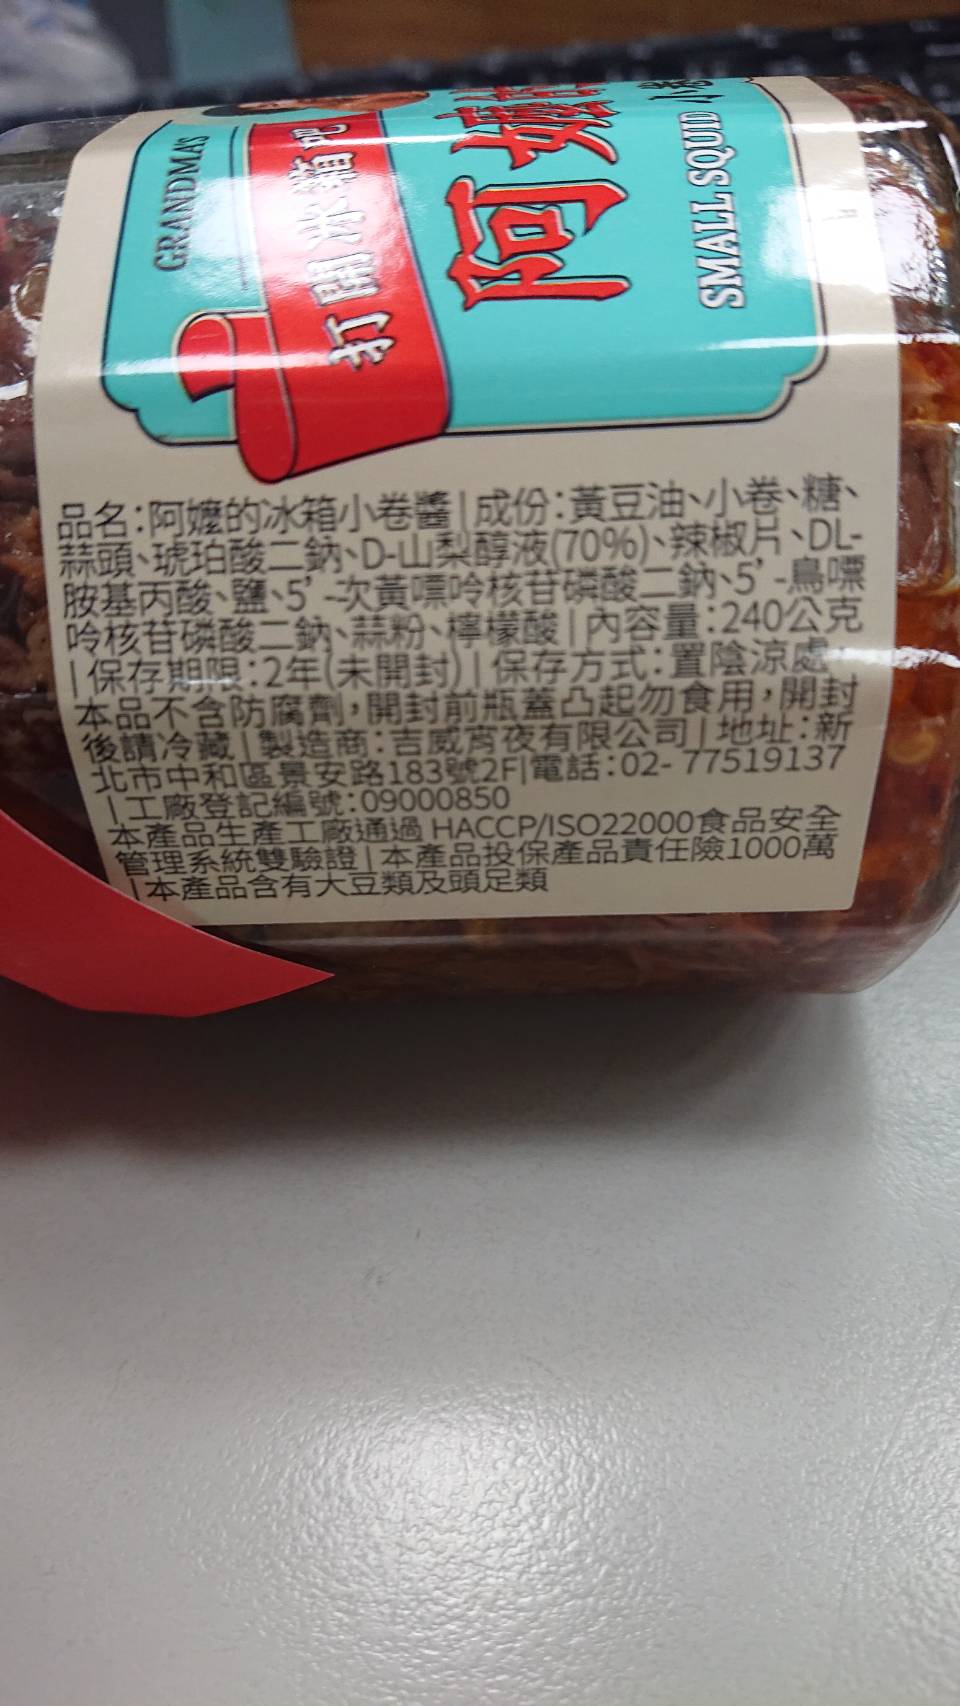 GRANDMA'S
打開冰箱吧
阿嬤
SMALL SQUID
小卷
品名:阿嬤的冰箱小卷醬|成份:黃豆油、小卷、糖、
蒜頭、琥珀酸二鈉、D-山梨醇液(70%)、辣椒片、DL-
胺基丙酸、鹽、5'-次黃嘌呤核苷磷酸二鈉、5'-鳥嘌
呤核苷磷酸二鈉、蒜粉、檸檬酸|內容量:240公克
|保存期限:2年(未開封)|保存方式:置陰涼處,
本品不含防腐劑,開封前瓶蓋凸起勿食用,開封
後請冷藏|製造商:吉威宵夜有限公司|地址:新
北市中和區景安路183號2F|電話:02-77519137
|工廠登記編號:09000850
本產品生產工廠通過 HACCP/ISO22000食品安全
管理系統雙驗證|本產品投保產品責任險1000萬
|本產品含有大豆類及頭足類